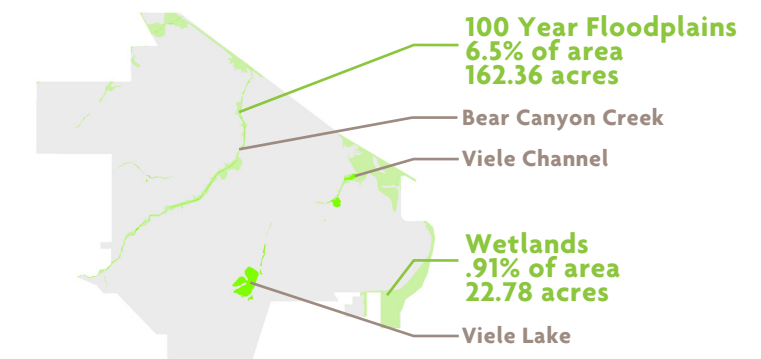 100 Year Floodplains
6.5% of area
162.36 acres
Bear Canyon Creek
Viele Channel
Wetlands
.91% of area
22.78 acres
Viele Lake